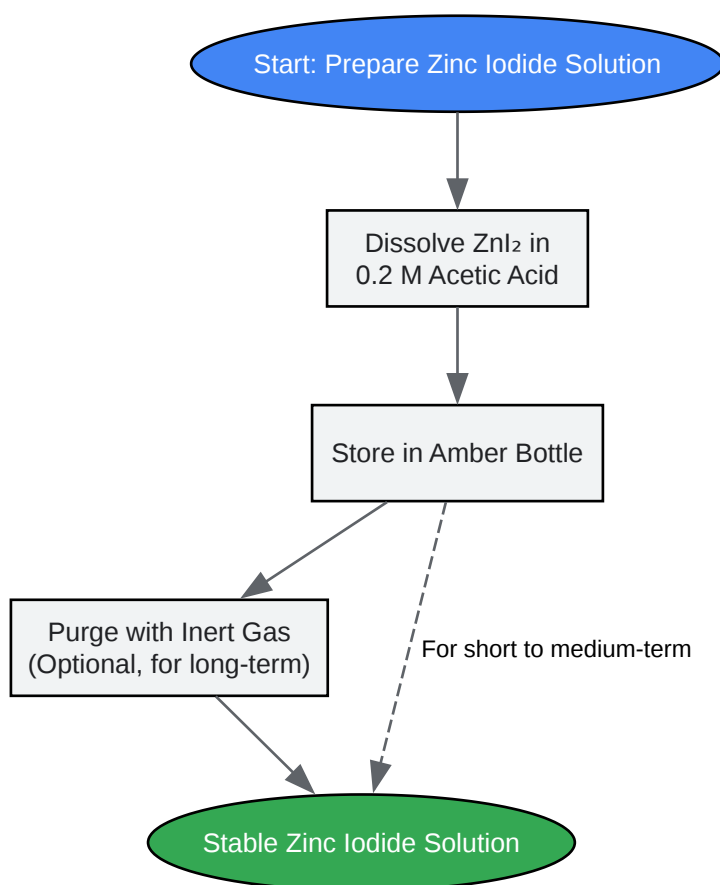 Start: Prepare Zinc Iodide Solution
Dissolve ZnI₂ in
0.2 M Acetic Acid
Store in Amber Bottle
Purge with Inert Gas
(Optional, for long-term)
For short to medium-term
Stable Zinc Iodide Solution